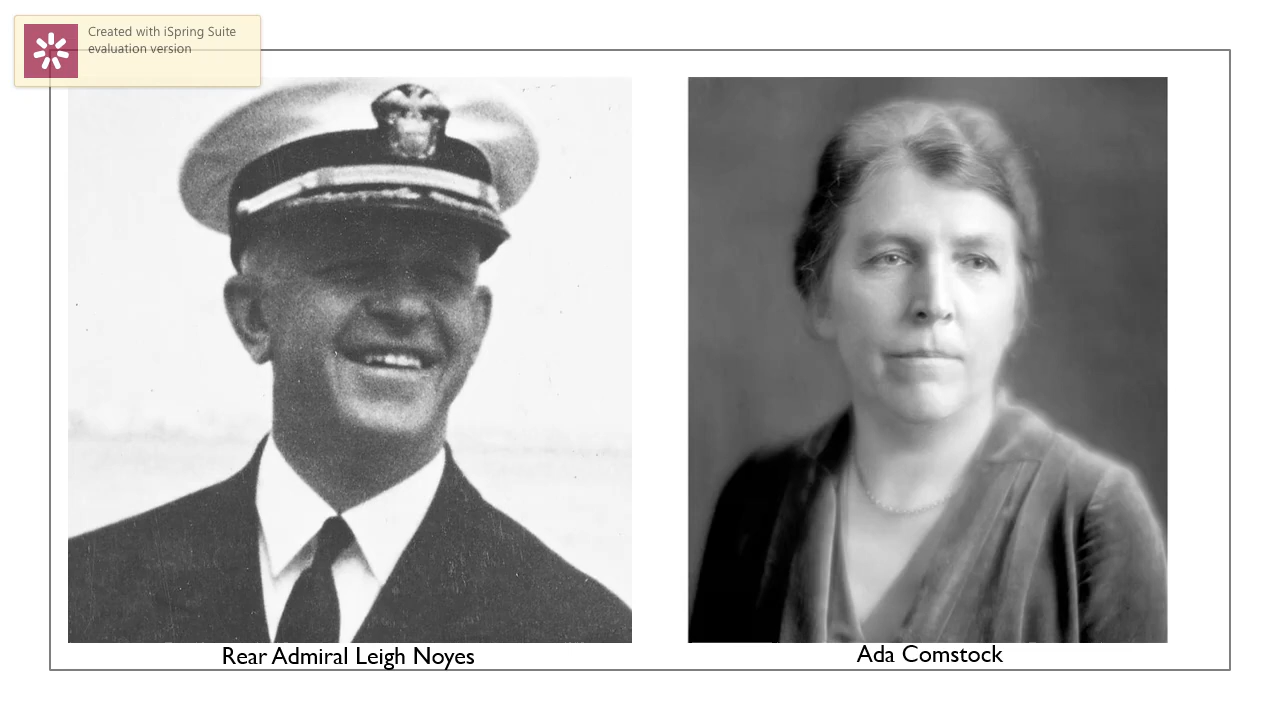 Created with iSpring Suite
evaluation version
Rear Admiral Leigh Noyes
Ada Comstock